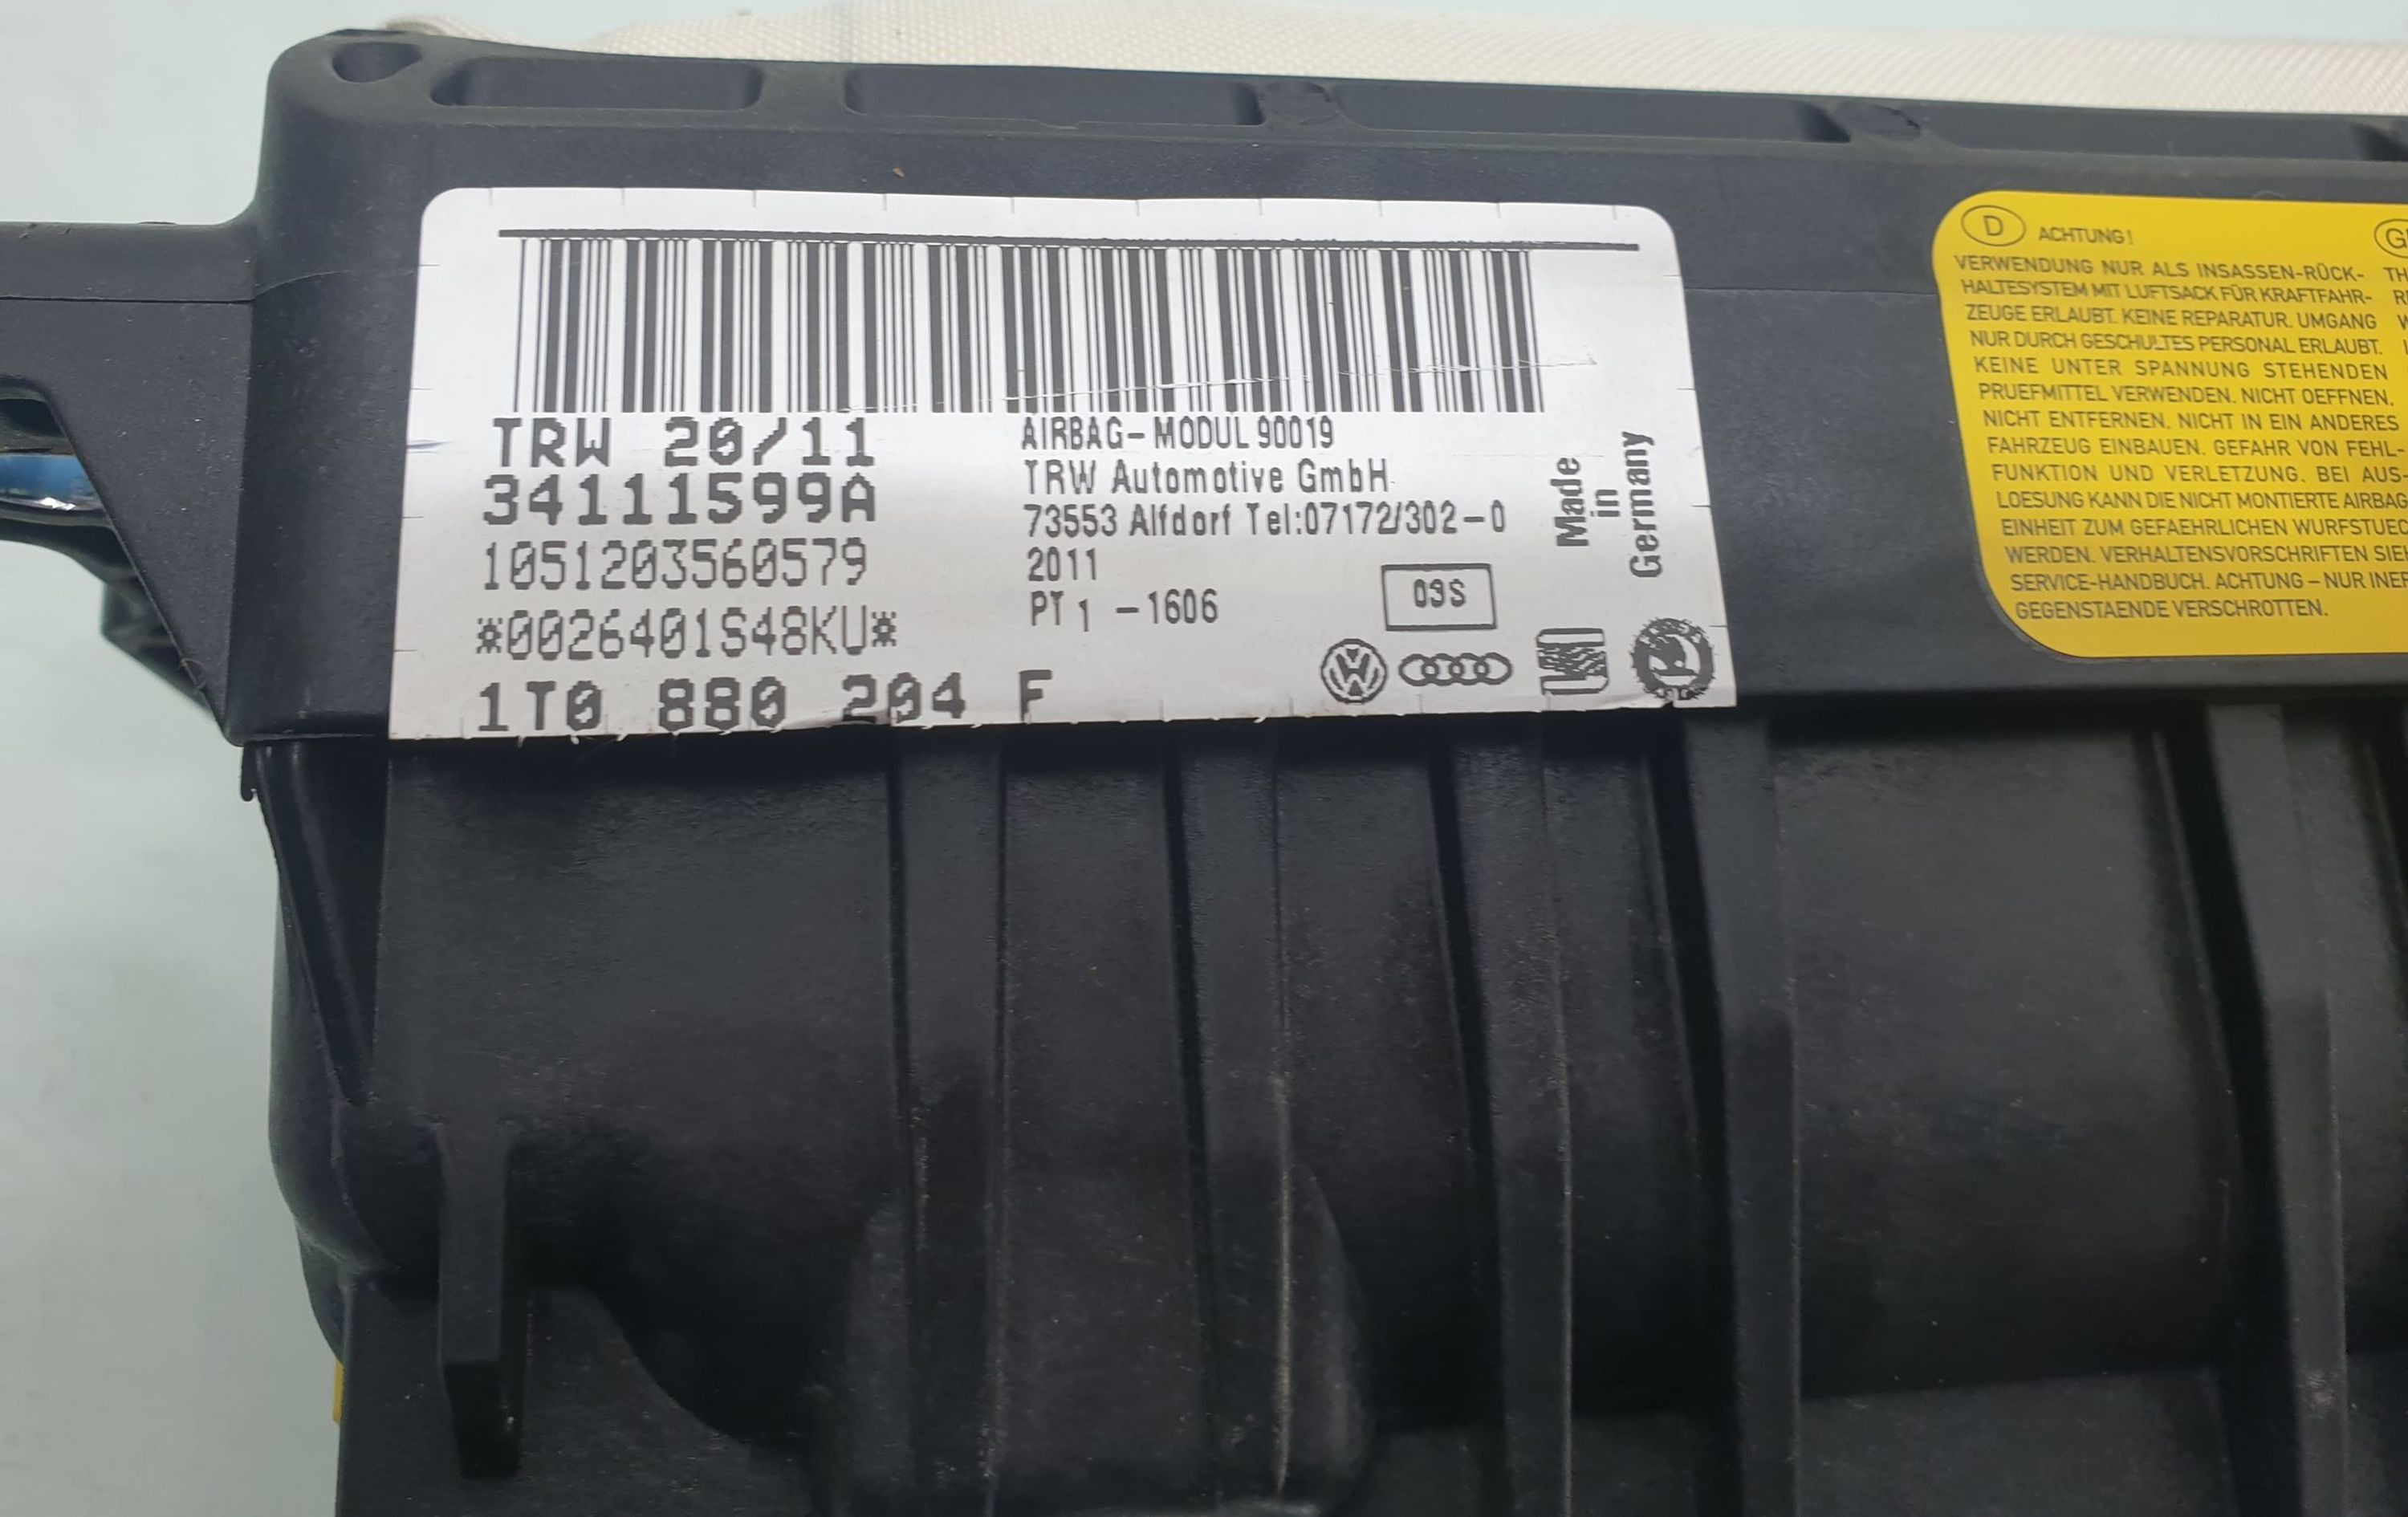 TRW 20/11
34111599A
1051203560579
*0026401S48KU*
1T0 880 204 F
AIRBAG-MODUL 90019
TRW Automotive GmbH
73553 Alfdorf Tel:07172/302-0
2011
PT 1 -1606
03S
Made
in
Germany
D ACHTUNG!
VERWENDUNG NUR ALS INSASSEN-RÜCK-
HALTESYSTEM MIT LUFTSACK FÜR KRAFTFAHR-
ZEUGE ERLAUBT. KEINE REPARATUR. UMGANG
NUR DURCH GESCHULTES PERSONAL ERLAUBT.
KEINE UNTER SPANNUNG STEHENDEN
PRUEFMITTEL VERWENDEN. NICHT OEFFNEN,
NICHT ENTFERNEN. NICHT IN EIN ANDERES
FAHRZEUG EINBAUEN. GEFAHR VON FEHL-
FUNKTION UND VERLETZUNG. BEI AUS-
LOESUNG KANN DIE NICHT MONTIERTE AIRBAG
EINHEIT ZUM GEFAEHRLICHEN WURFSTUE
WERDEN. VERHALTENSVORSCHRIFTEN SIE
SERVICE-HANDBUCH. ACHTUNG – NUR INE
GEGENSTAENDE VERSCHROTTEN.